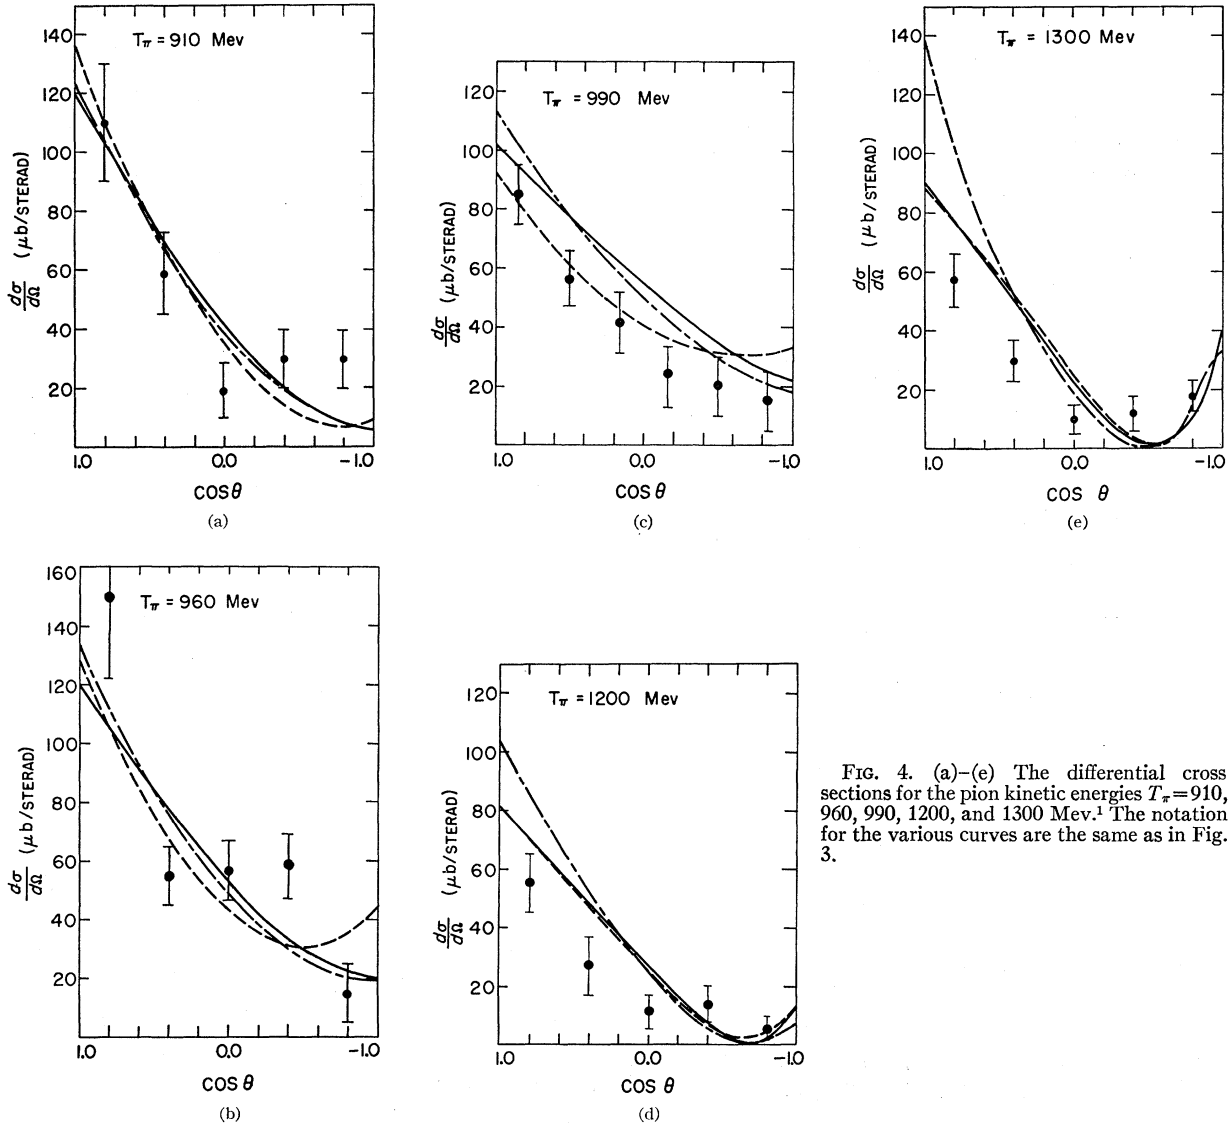 Tπ = 910 Mev
140
120
100
80
60
40
20
dσ/dΩ (μb/STERAD)
1.0 0.0 −1.0
COS θ
(a)
Tπ = 990 Mev
120
100
80
60
40
20
dσ/dΩ (μb/STERAD)
1.0 0.0 −1.0
COS θ
(c)
Tπ = 1300 Mev
140
120
100
80
60
40
20
dσ/dΩ (μb/STERAD)
1.0 0.0 −1.0
COS θ
(e)
Tπ = 960 Mev
160
140
120
100
80
60
40
20
dσ/dΩ (μb/STERAD)
1.0 0.0 −1.0
COS θ
(b)
Tπ = 1200 Mev
120
100
80
60
40
20
dσ/dΩ (μb/STERAD)
1.0 0.0 −1.0
COS θ
(d)
FIG. 4. (a)–(e) The differential cross
sections for the pion kinetic energies Tπ=910,
960, 990, 1200, and 1300 Mev.¹ The notation
for the various curves are the same as in Fig.
3.